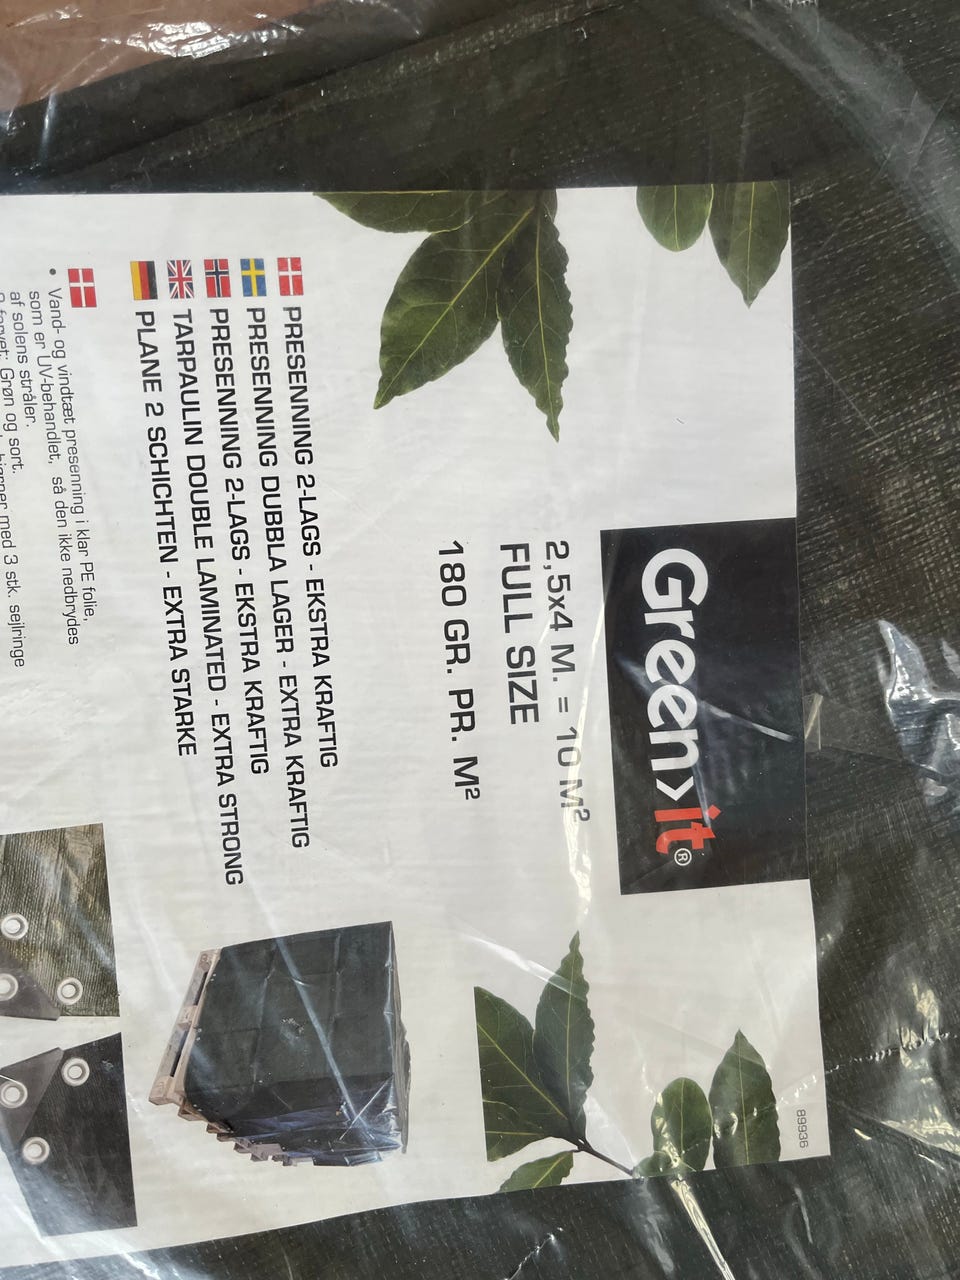 89936
Green>it®
2,5x4 M. = 10 M²
FULL SIZE
180 GR. PR. M²
PRESENNING 2-LAGS - EKSTRA KRAFTIG
PRESENNING DUBBLA LAGER - EXTRA KRAFTIG
PRESENNING 2-LAGS - EKSTRA KRAFTIG
TARPAULIN DOUBLE LAMINATED - EXTRA STRONG
PLANE 2 SCHICHTEN - EXTRA STARKE
• Vand- og vindtæt presenning i klar PE folie,
som er UV-behandlet, så den ikke nedbrydes
af solens stråler.
farvet: Grøn og sort.
hjørner med 3 stk. sejlringe